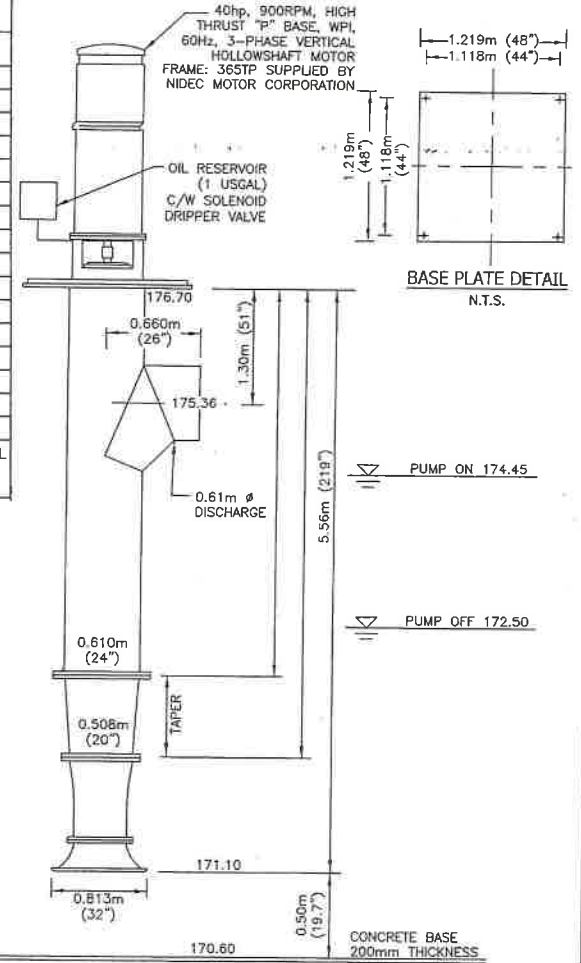 40hp, 900RPM, HIGH
THRUST "P" BASE, WPI,
60Hz, 3-PHASE VERTICAL
HOLLOWSHAFT MOTOR
FRAME: 365TP SUPPLIED BY
NIDEC MOTOR CORPORATION
1.219m (48")
1.118m (44")
1.219m
(48")
1.118m
(44")
BASE PLATE DETAIL
N.T.S.
OIL RESERVOIR
(1 USGAL)
C/W SOLENOID
DRIPPER VALVE
176.70
0.660m
(26")
1.30m (51")
175.36
0.61m ø
DISCHARGE
5.56m (219")
PUMP ON 174.45
PUMP OFF 172.50
0.610m
(24")
TAPER
0.508m
(20")
171.10
0.813m
(32")
0.50m
(19.7")
170.60
CONCRETE BASE
200mm THICKNESS